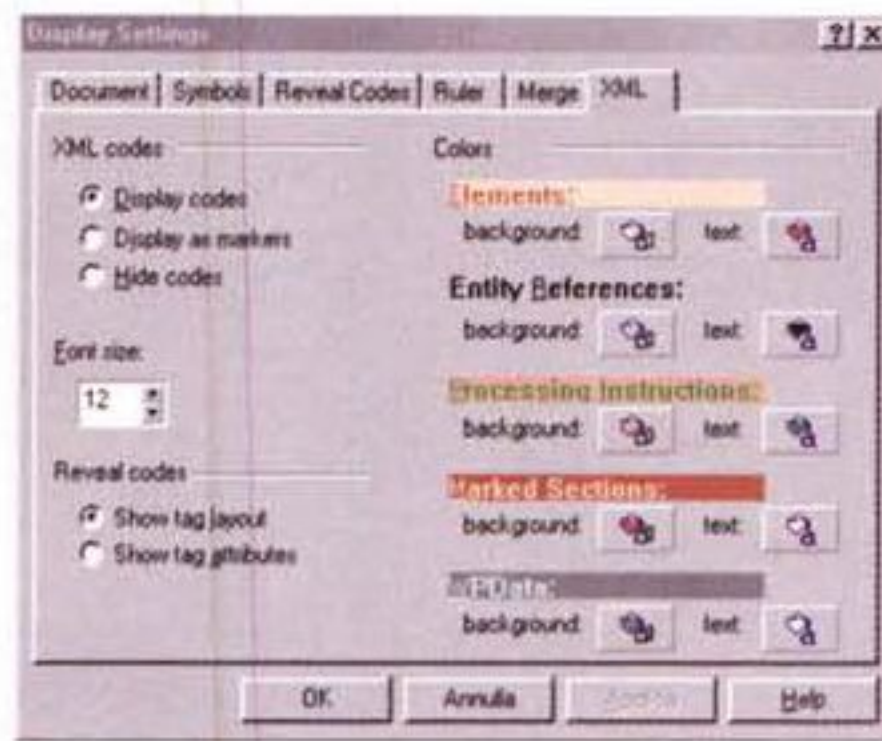 Display Settings
Document Symbols Reveal Codes Ruler Merge XML
XML codes
Display codes
Display as markers
Hide codes
Font size:
12
Reveal codes
Show tag layout
Show tag attributes
Colors
Elements:
background: text:
Entity References:
background: text:
Processing Instructions:
background: text:
Marked Sections:
background: text:
background: text:
OK Annulla Help